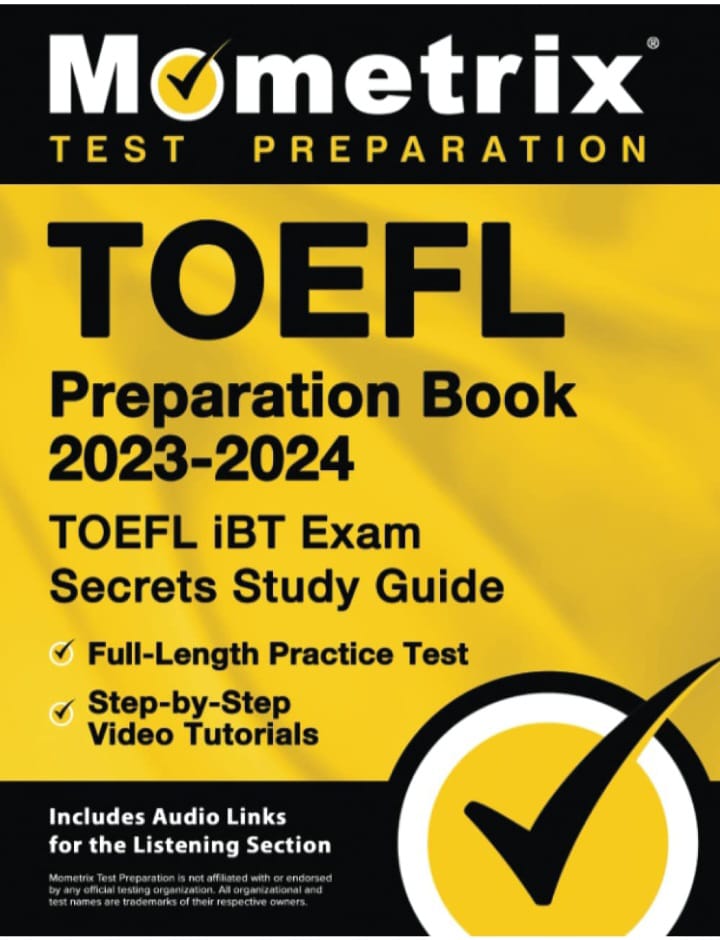 Mometrix®
TEST PREPARATION
TOEFL
Preparation Book
2023-2024
TOEFL iBT Exam
Secrets Study Guide
Full-Length Practice Test
Step-by-Step
Video Tutorials
Includes Audio Links
for the Listening Section
Mometrix Test Preparation is not affiliated with or endorsed
by any official testing organization. All organizational and
test names are trademarks of their respective owners.